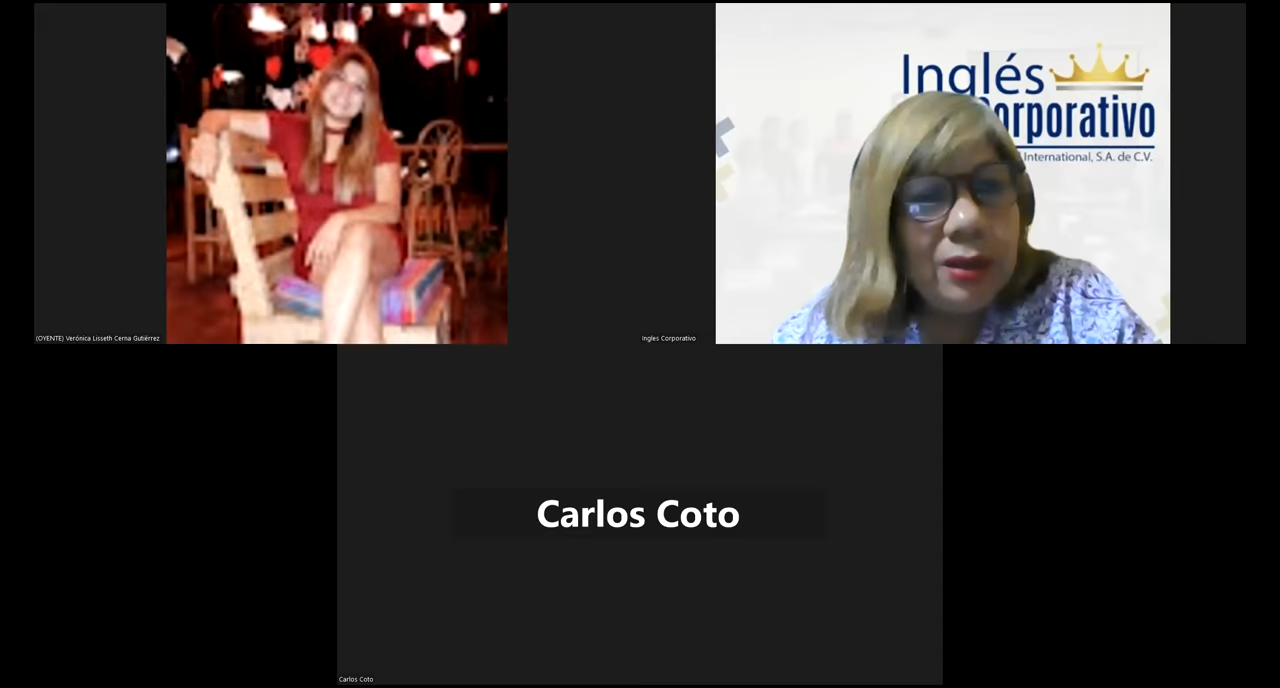 Inglés
Corporativo
International, S.A. de C.V.
(OYENTE) Verónica Lisseth Cerna Gutiérrez
Ingles Corporativo
Carlos Coto
Carlos Coto